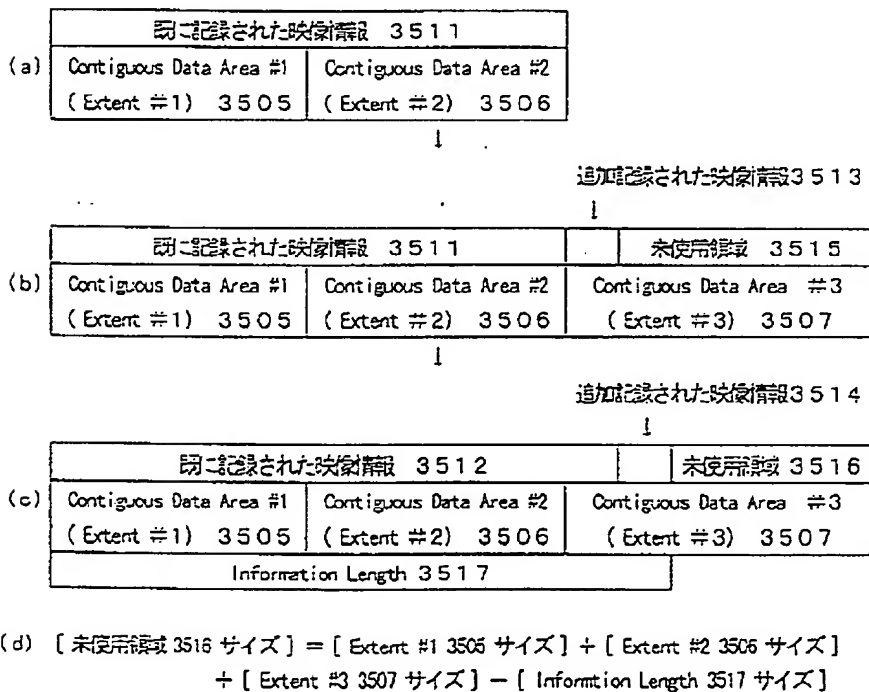 既に記録された映像情報 3511
(a) Contiguous Data Area #1 Contiguous Data Area #2
(Extent #1) 3505 (Extent #2) 3506
↓
追加記録された映像情報3513
↓
既に記録された映像情報 3511 未使用領域 3515
(b) Contiguous Data Area #1 Contiguous Data Area #2 Contiguous Data Area #3
(Extent #1) 3505 (Extent #2) 3506 (Extent #3) 3507
↓
追加記録された映像情報3514
↓
既に記録された映像情報 3512 未使用領域 3516
(c) Contiguous Data Area #1 Contiguous Data Area #2 Contiguous Data Area #3
(Extent #1) 3505 (Extent #2) 3506 (Extent #3) 3507
Information Length 3517
(d) [未使用領域 3516 サイズ] = [Extent #1 3505 サイズ] + [Extent #2 3506 サイズ]
+ [Extent #3 3507 サイズ] − [Informtion Length 3517 サイズ]